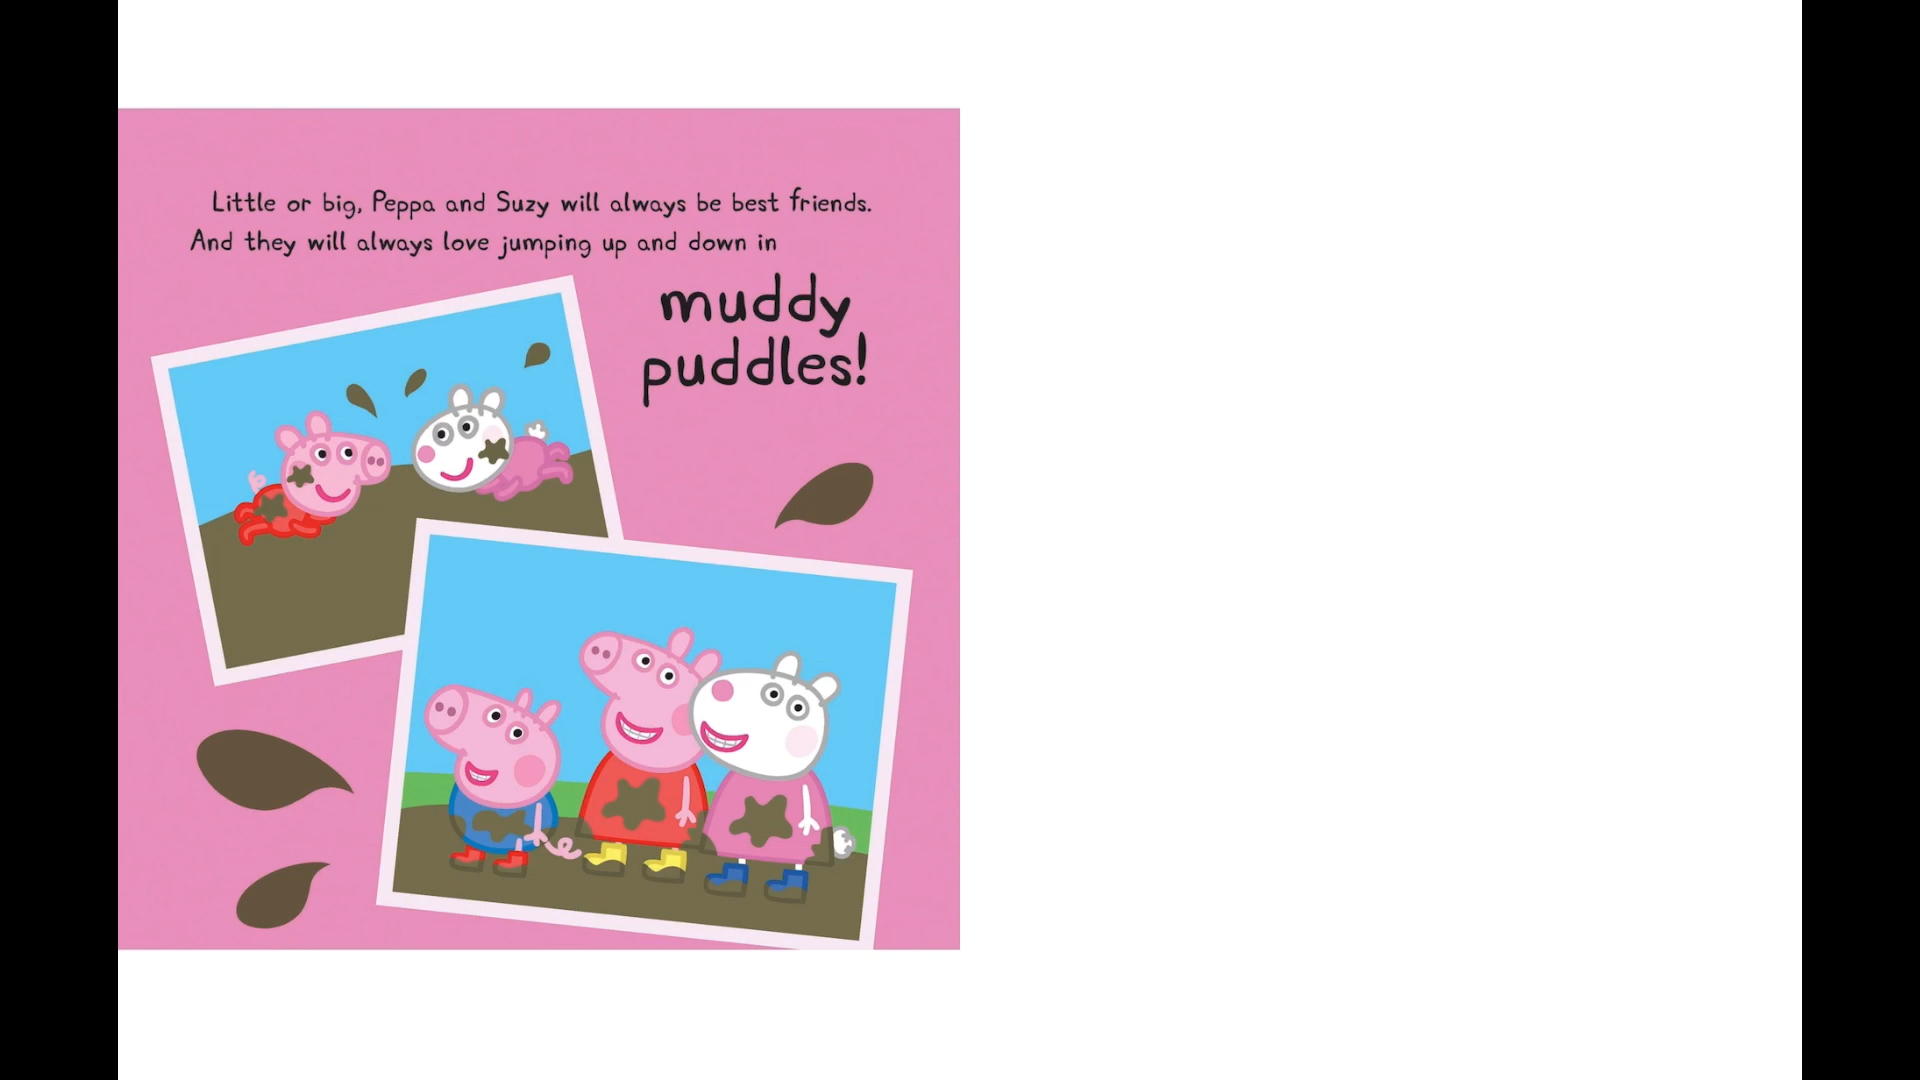 Little or big, Peppa and Suzy will always be best friends.
And they will always love jumping up and down in
muddy
puddles!